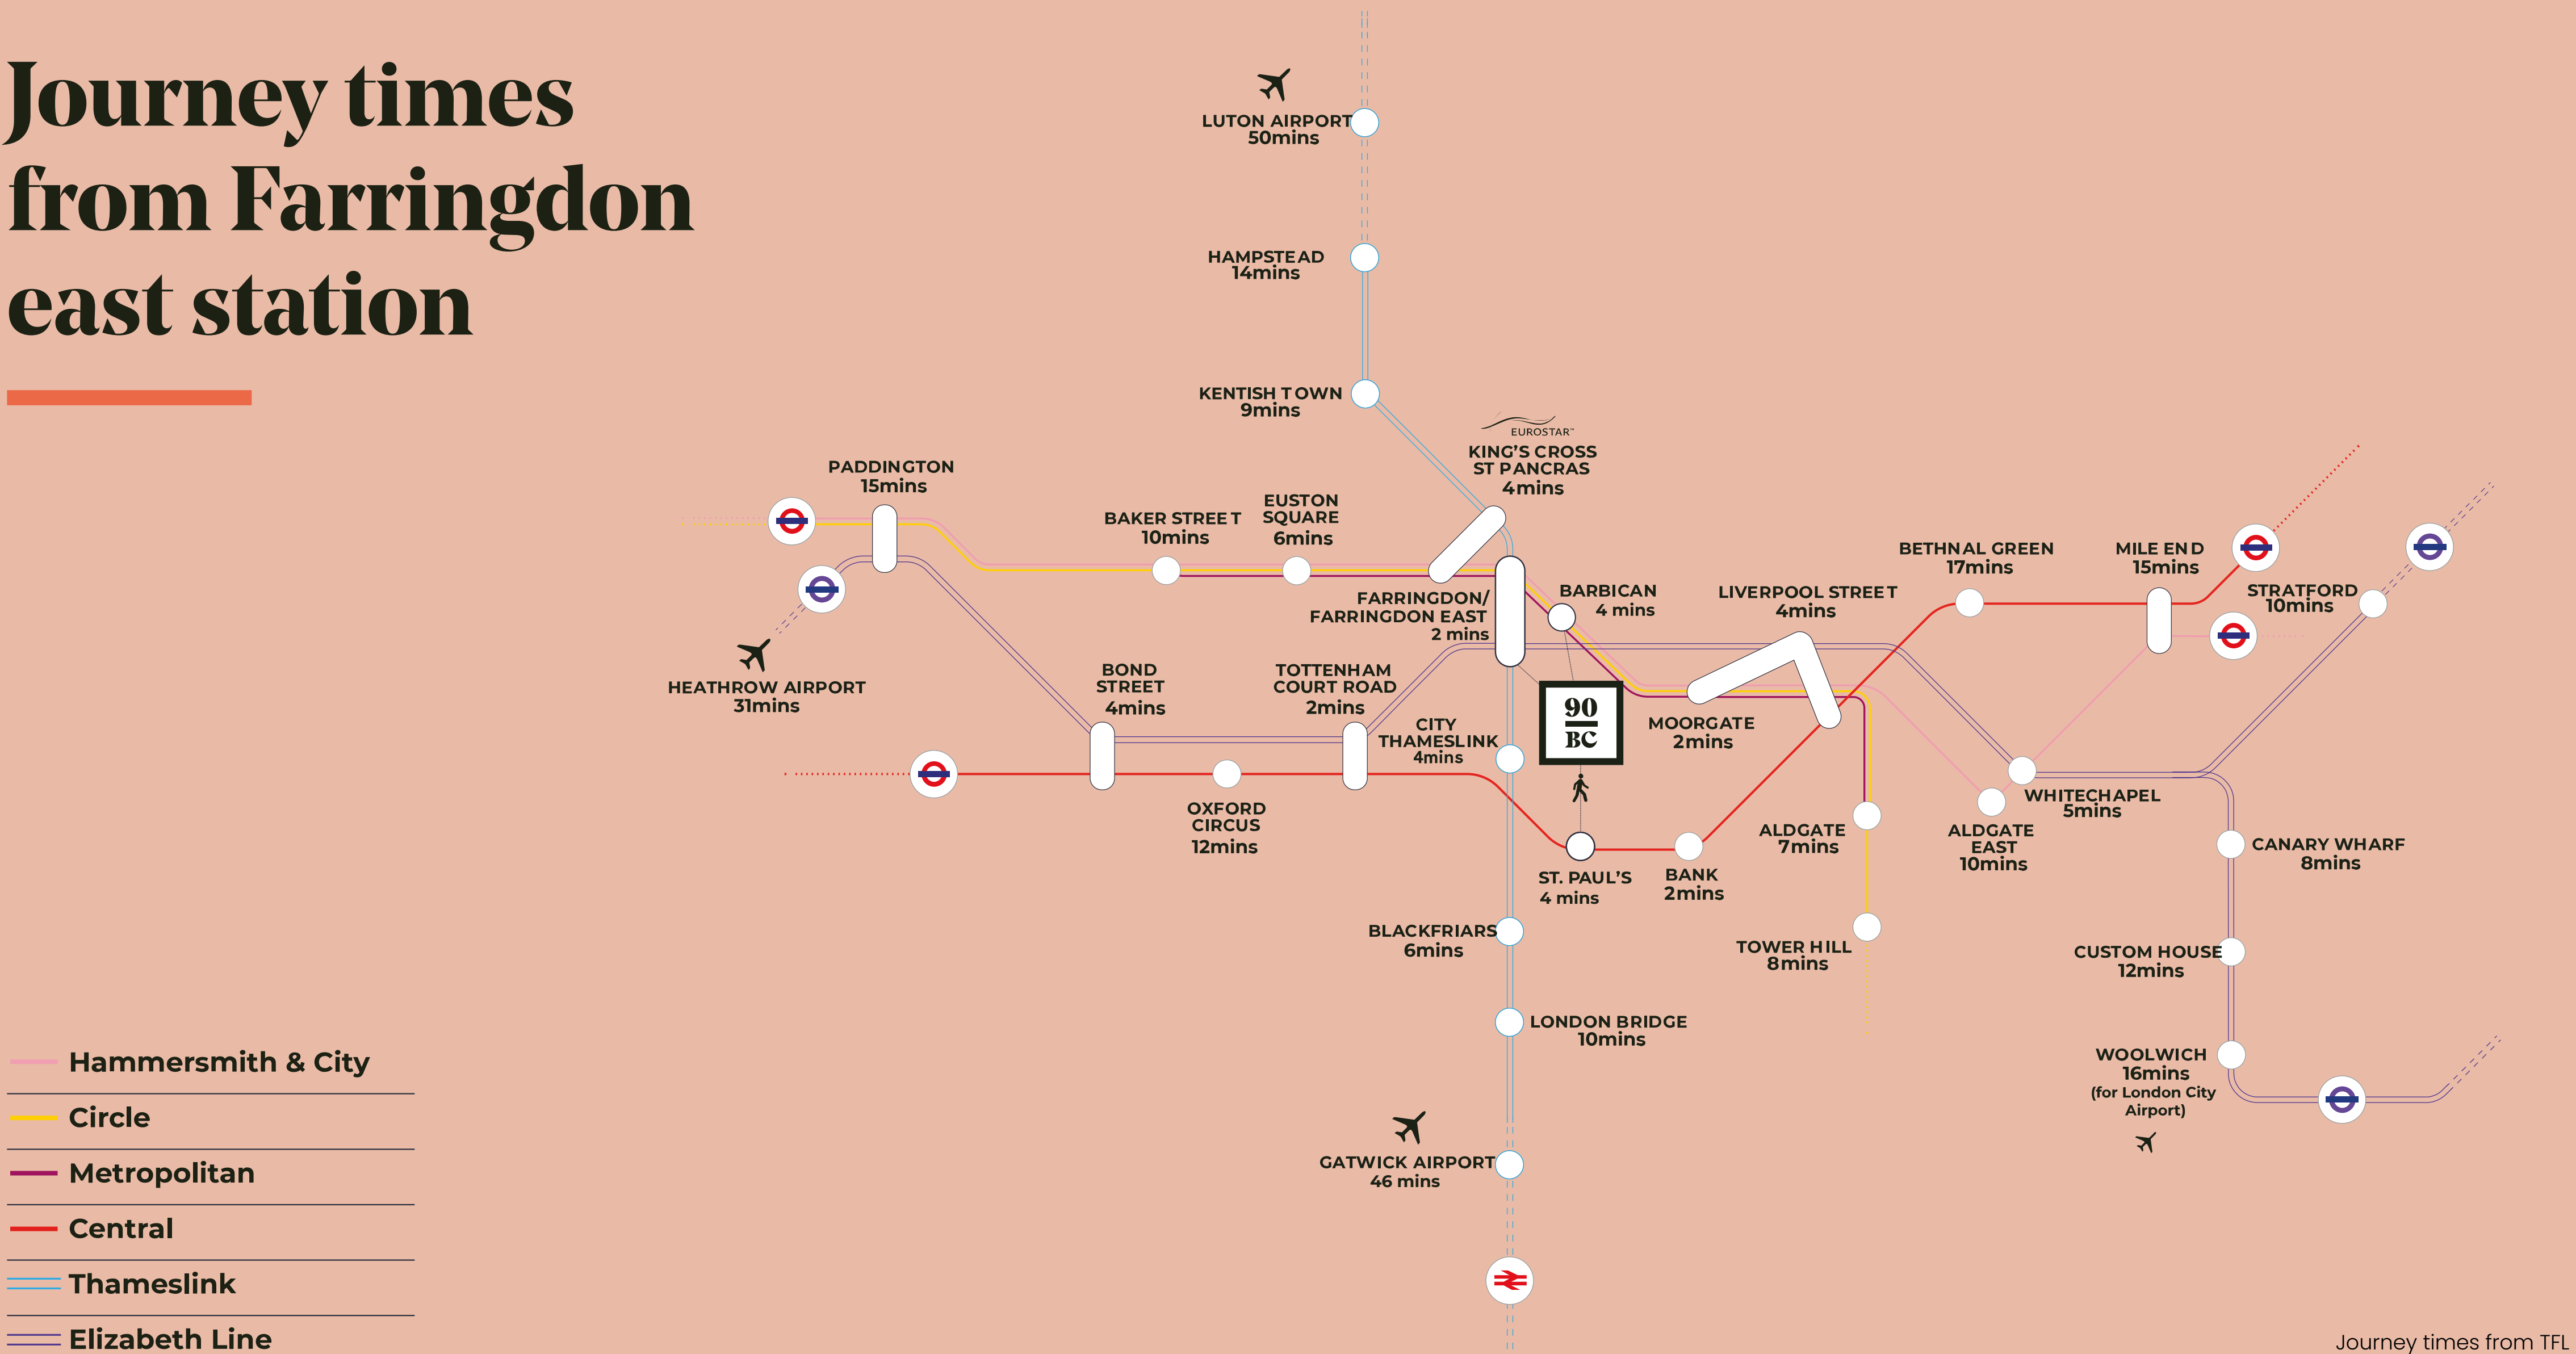 Journey times
from Farringdon
east station
LUTON AIRPORT
50mins
HAMPSTEAD
14mins
KENTISH TOWN
9mins
EUROSTAR™
KING'S CROSS
ST PANCRAS
4mins
PADDINGTON
15mins
BAKER STREET
10mins
EUSTON
SQUARE
6mins
FARRINGDON/
FARRINGDON EAST
2 mins
BARBICAN
4 mins
LIVERPOOL STREET
4mins
BETHNAL GREEN
17mins
MILE END
15mins
STRATFORD
10mins
HEATHROW AIRPORT
31mins
BOND
STREET
4mins
TOTTENHAM
COURT ROAD
2mins
CITY
THAMESLINK
4mins
90
BC
MOORGATE
2mins
OXFORD
CIRCUS
12mins
ST. PAUL'S
4 mins
BANK
2mins
ALDGATE
7mins
ALDGATE
EAST
10mins
WHITECHAPEL
5mins
CANARY WHARF
8mins
BLACKFRIARS
6mins
TOWER HILL
8mins
CUSTOM HOUSE
12mins
LONDON BRIDGE
10mins
WOOLWICH
16mins
(for London City
Airport)
GATWICK AIRPORT
46 mins
Hammersmith & City
Circle
Metropolitan
Central
Thameslink
Elizabeth Line
Journey times from TFL